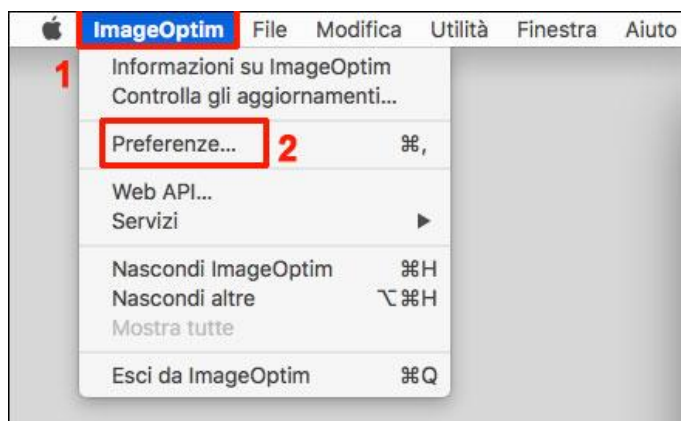 ImageOptim File Modifica Utilità Finestra Aiuto
1
Informazioni su ImageOptim
Controlla gli aggiornamenti...
Preferenze... 2 ⌘,
Web API...
Servizi ▶
Nascondi ImageOptim ⌘H
Nascondi altre ⌥⌘H
Mostra tutte
Esci da ImageOptim ⌘Q